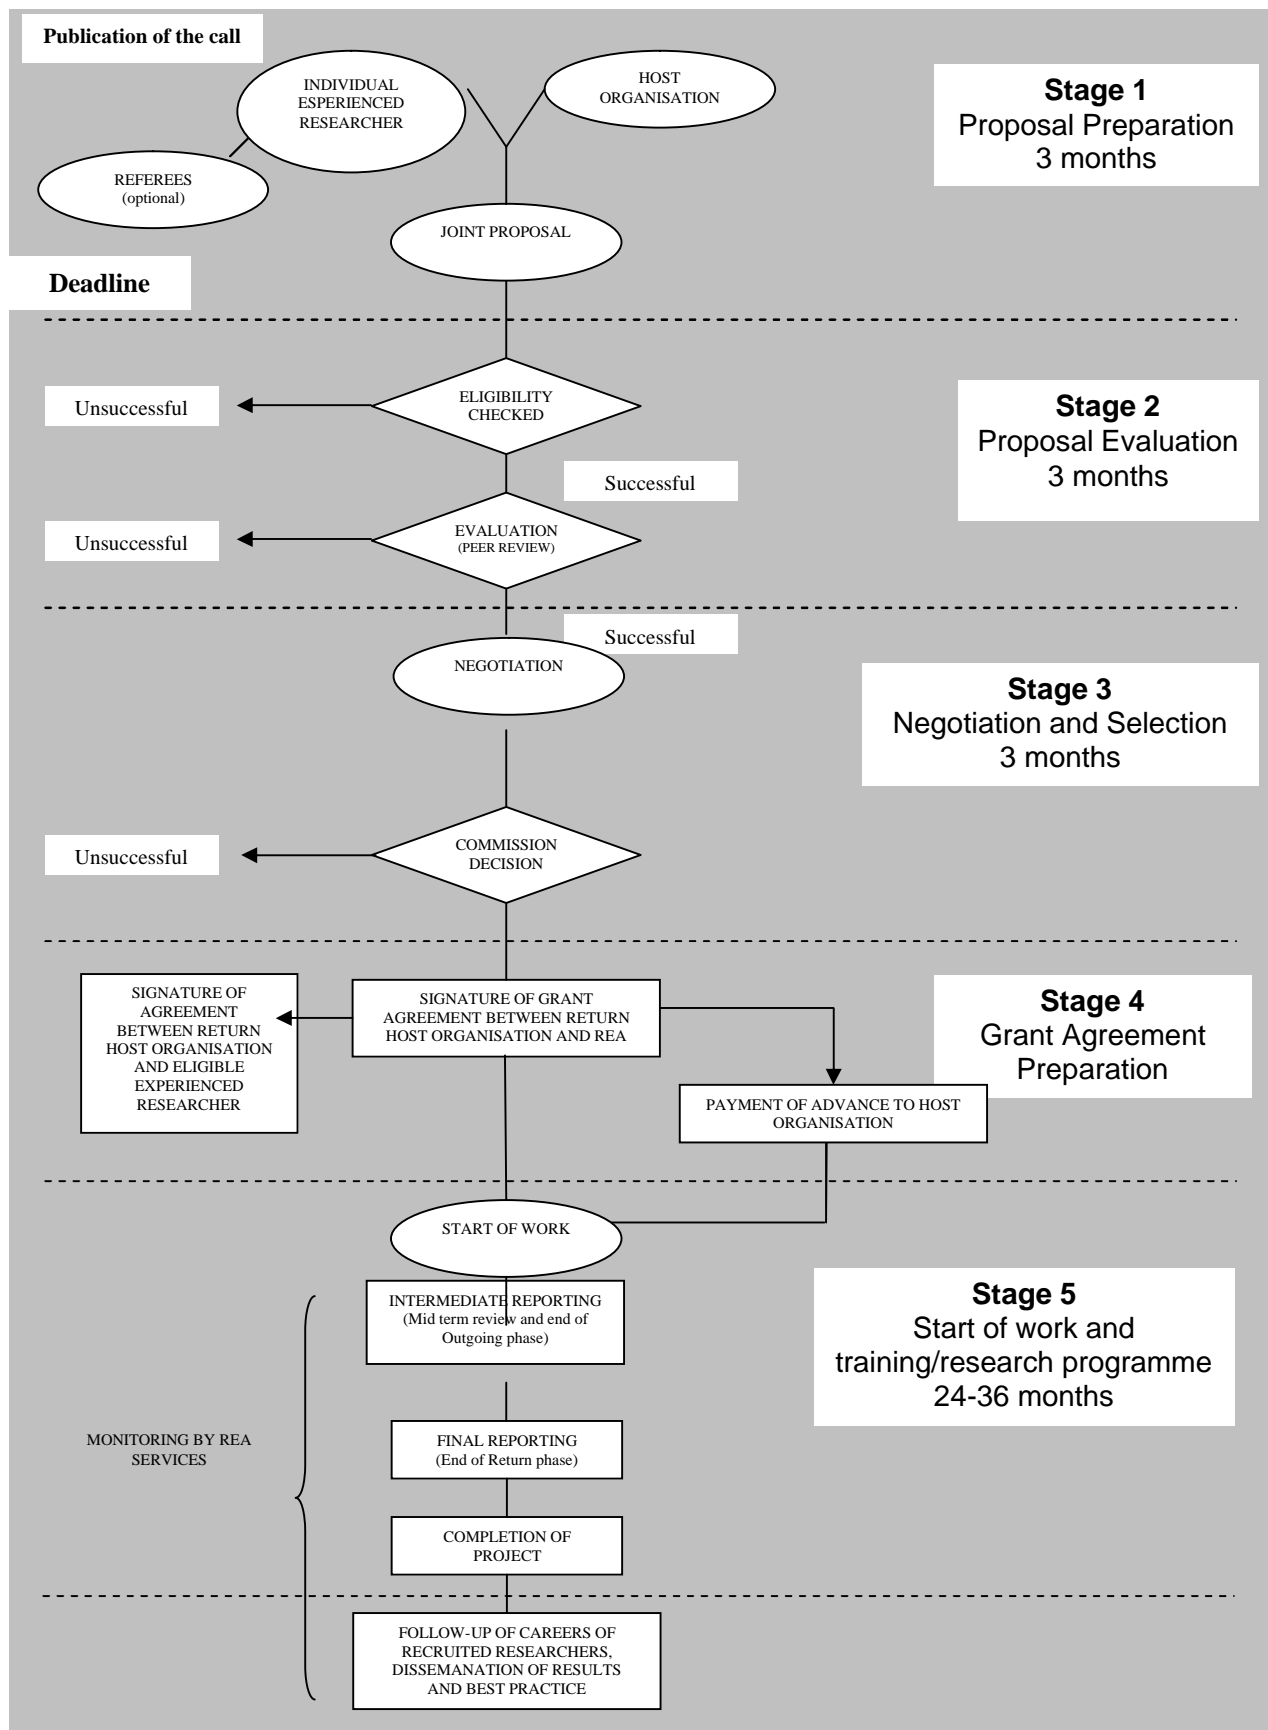 Publication of the call
INDIVIDUAL
ESPERIENCED
RESEARCHER
HOST
ORGANISATION
Stage 1
Proposal Preparation
3 months
REFEREES
(optional)
JOINT PROPOSAL
Deadline
Unsuccessful
ELIGIBILITY
CHECKED
Stage 2
Proposal Evaluation
3 months
Successful
Unsuccessful
EVALUATION
(PEER REVIEW)
Successful
NEGOTIATION
Stage 3
Negotiation and Selection
3 months
Unsuccessful
COMMISSION
DECISION
SIGNATURE OF
AGREEMENT
BETWEEN RETURN
HOST ORGANISATION
AND ELIGIBLE
EXPERIENCED
RESEARCHER
SIGNATURE OF GRANT
AGREEMENT BETWEEN RETURN
HOST ORGANISATION AND REA
Stage 4
Grant Agreement
Preparation
PAYMENT OF ADVANCE TO HOST
ORGANISATION
START OF WORK
INTERMEDIATE REPORTING
(Mid term review and end of
Outgoing phase)
Stage 5
Start of work and
training/research programme
24-36 months
MONITORING BY REA
SERVICES
FINAL REPORTING
(End of Return phase)
COMPLETION OF
PROJECT
FOLLOW-UP OF CAREERS OF
RECRUITED RESEARCHERS,
DISSEMANATION OF RESULTS
AND BEST PRACTICE